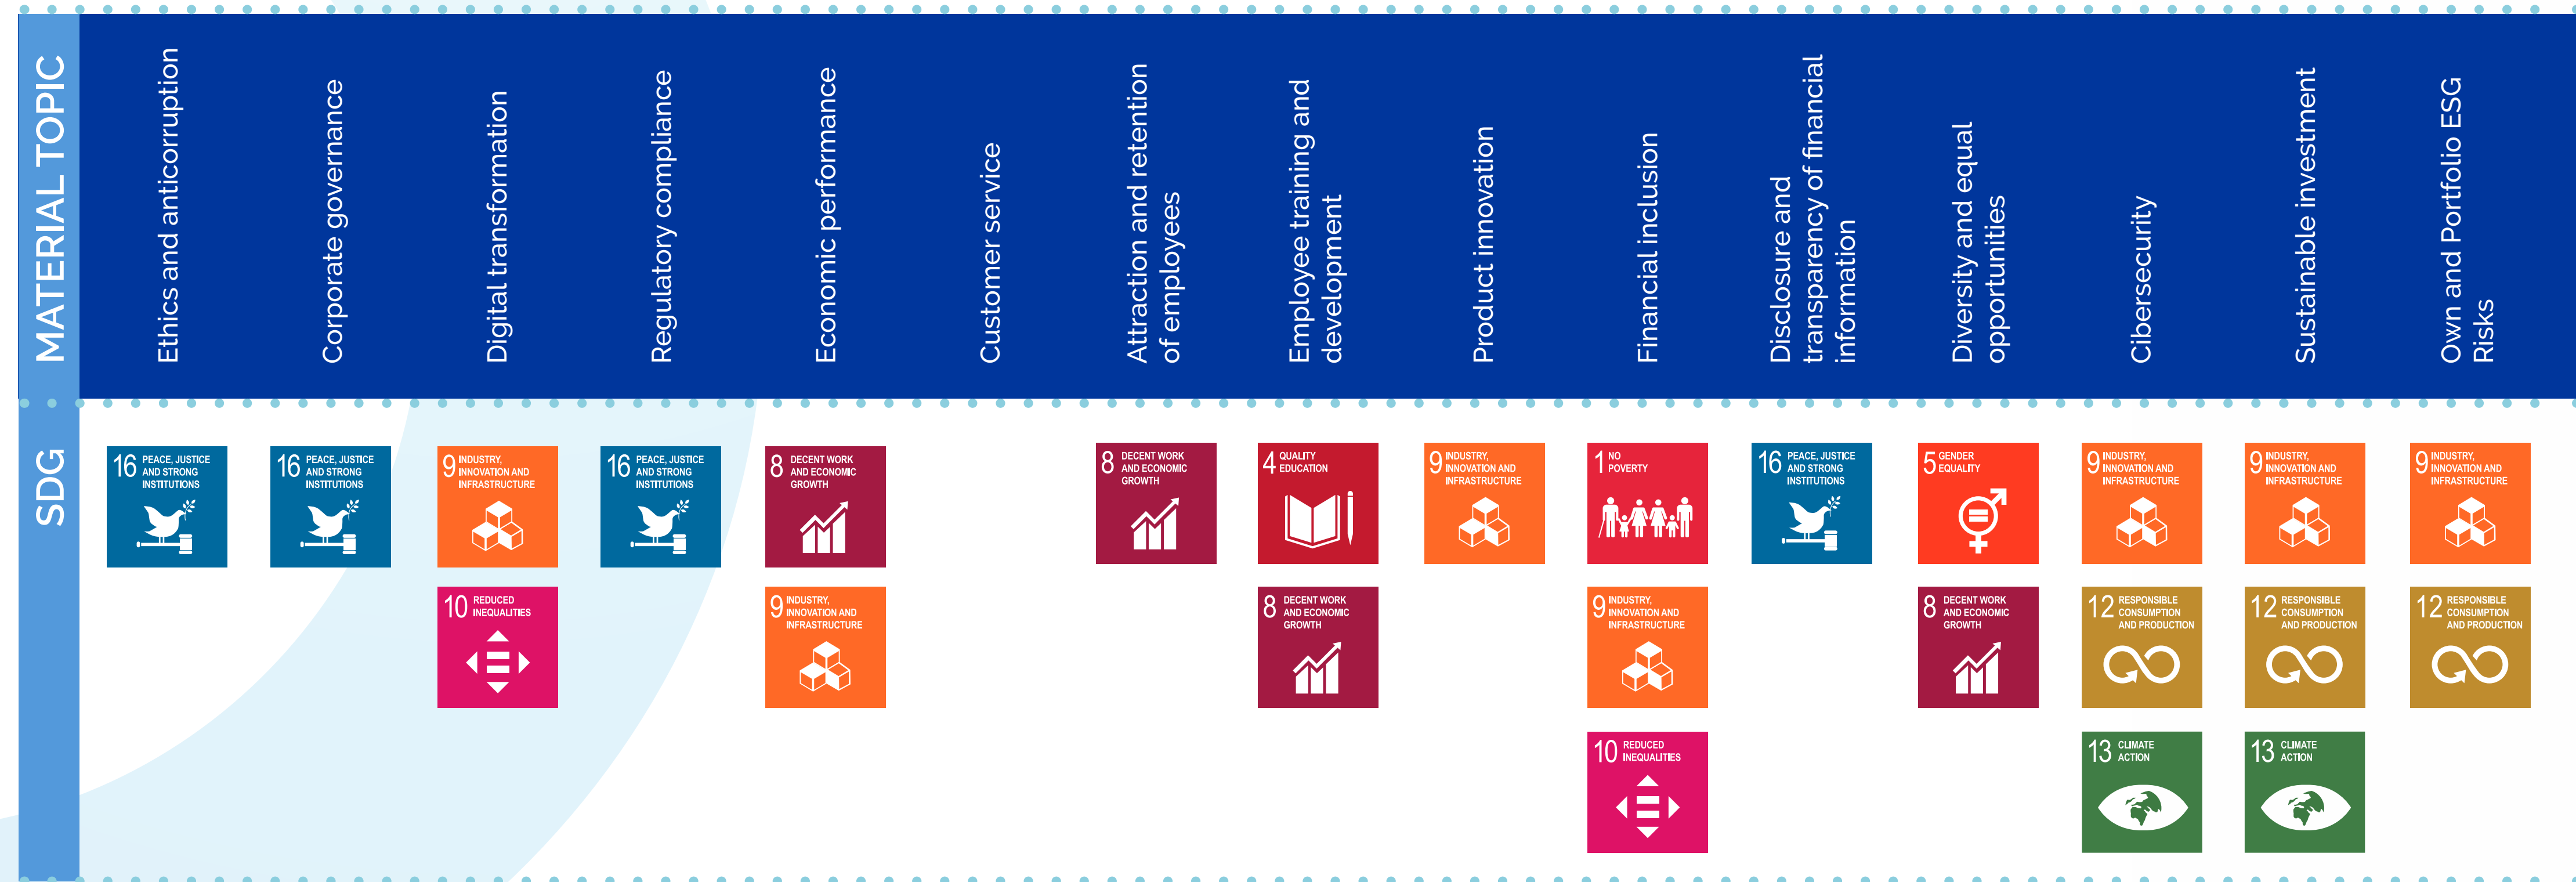 MATERIAL TOPIC
Ethics and anticorruption
Corporate governance
Digital transformation
Regulatory compliance
Economic performance
Customer service
Attraction and retention
of employees
Employee training and
development
Product innovation
Financial inclusion
Disclosure and
transparency of financial
information
Diversity and equal
opportunities
Cibersecurity
Sustainable investment
Own and Portfolio ESG
Risks
SDG
16 PEACE, JUSTICE
AND STRONG
INSTITUTIONS
16 PEACE, JUSTICE
AND STRONG
INSTITUTIONS
9 INDUSTRY,
INNOVATION AND
INFRASTRUCTURE
16 PEACE, JUSTICE
AND STRONG
INSTITUTIONS
8 DECENT WORK
AND ECONOMIC
GROWTH
8 DECENT WORK
AND ECONOMIC
GROWTH
4 QUALITY
EDUCATION
9 INDUSTRY,
INNOVATION AND
INFRASTRUCTURE
1 NO
POVERTY
16 PEACE, JUSTICE
AND STRONG
INSTITUTIONS
5 GENDER
EQUALITY
9 INDUSTRY,
INNOVATION AND
INFRASTRUCTURE
9 INDUSTRY,
INNOVATION AND
INFRASTRUCTURE
9 INDUSTRY,
INNOVATION AND
INFRASTRUCTURE
10 REDUCED
INEQUALITIES
9 INDUSTRY,
INNOVATION AND
INFRASTRUCTURE
8 DECENT WORK
AND ECONOMIC
GROWTH
9 INDUSTRY,
INNOVATION AND
INFRASTRUCTURE
8 DECENT WORK
AND ECONOMIC
GROWTH
12 RESPONSIBLE
CONSUMPTION
AND PRODUCTION
12 RESPONSIBLE
CONSUMPTION
AND PRODUCTION
12 RESPONSIBLE
CONSUMPTION
AND PRODUCTION
10 REDUCED
INEQUALITIES
13 CLIMATE
ACTION
13 CLIMATE
ACTION